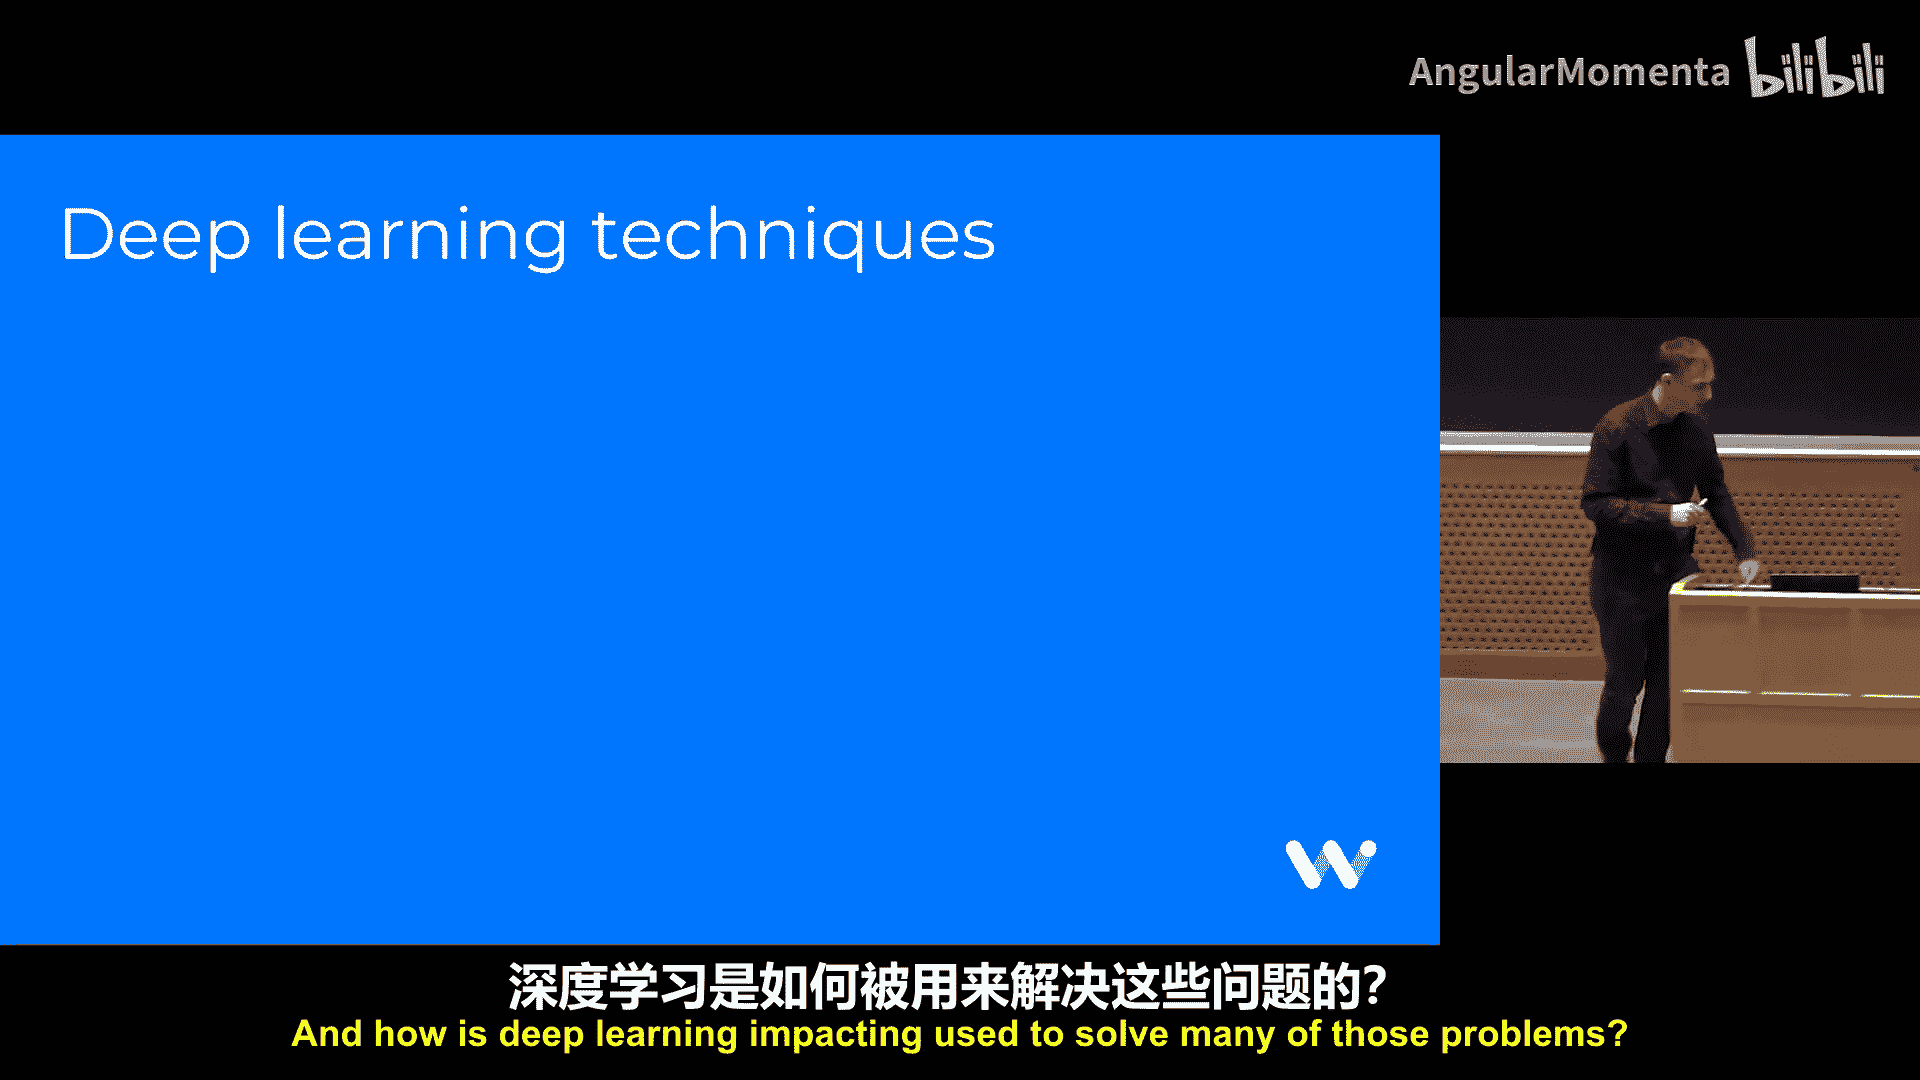 AngularMomenta bilibili
Deep learning techniques
深度学习是如何被用来解决这些问题的?
And how is deep learning impacting used to solve many of those problems?